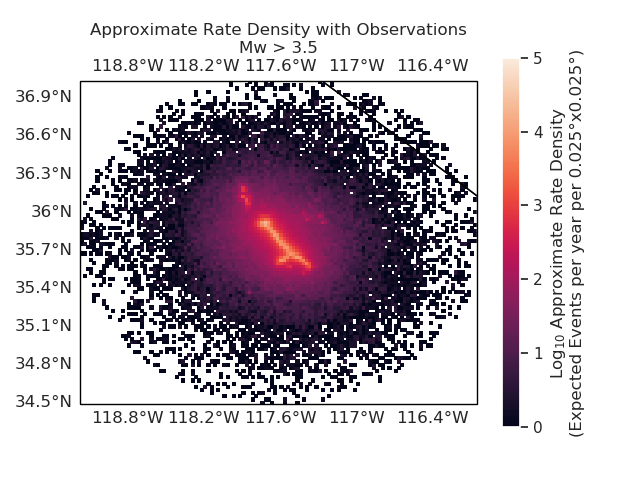 Approximate Rate Density with Observations
Mw > 3.5
118.8°W 118.2°W 117.6°W 117°W 116.4°W
36.9°N
36.6°N
36.3°N
36°N
35.7°N
35.4°N
35.1°N
34.8°N
34.5°N
118.8°W 118.2°W 117.6°W 117°W 116.4°W
5
4
3
2
1
0
Log₁₀ Approximate Rate Density
(Expected Events per year per 0.025°x0.025°)